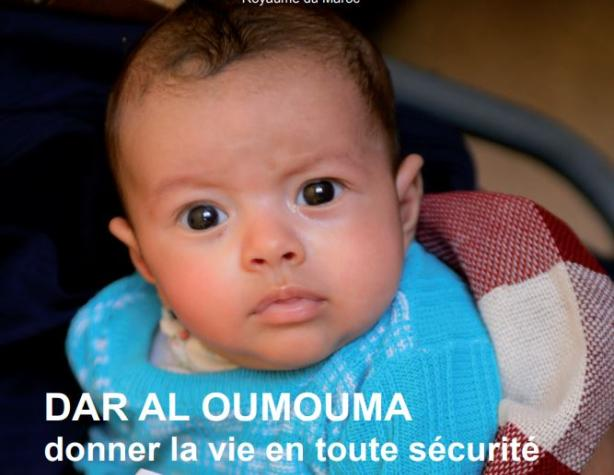 Royaume du Maroc
DAR AL OUMOUMA
donner la vie en toute sécurité